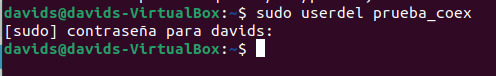 davids@davids-VirtualBox:~$ sudo userdel prueba_coex
[sudo] contraseña para davids:
davids@davids-VirtualBox:~$